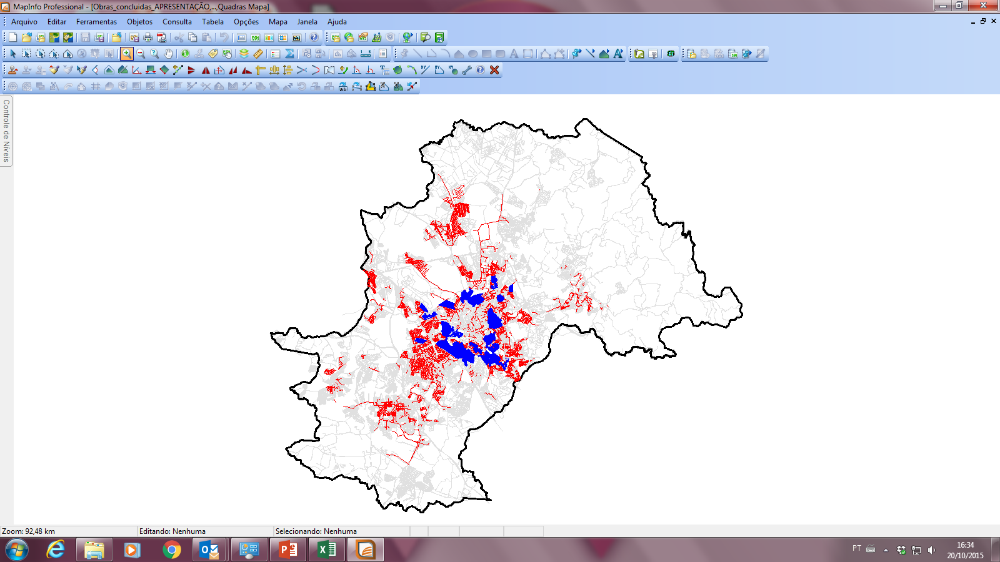 MapInfo Professional - [Obras_concluidas_APRESENTAÇÃO,...,Quadras Mapa]
Arquivo Editar Ferramentas Objetos Consulta Tabela Opções Mapa Janela Ajuda
Controle de Níveis
Zoom: 92,48 km Editando: Nenhuma Selecionando: Nenhuma
PT 16:34
20/10/2015